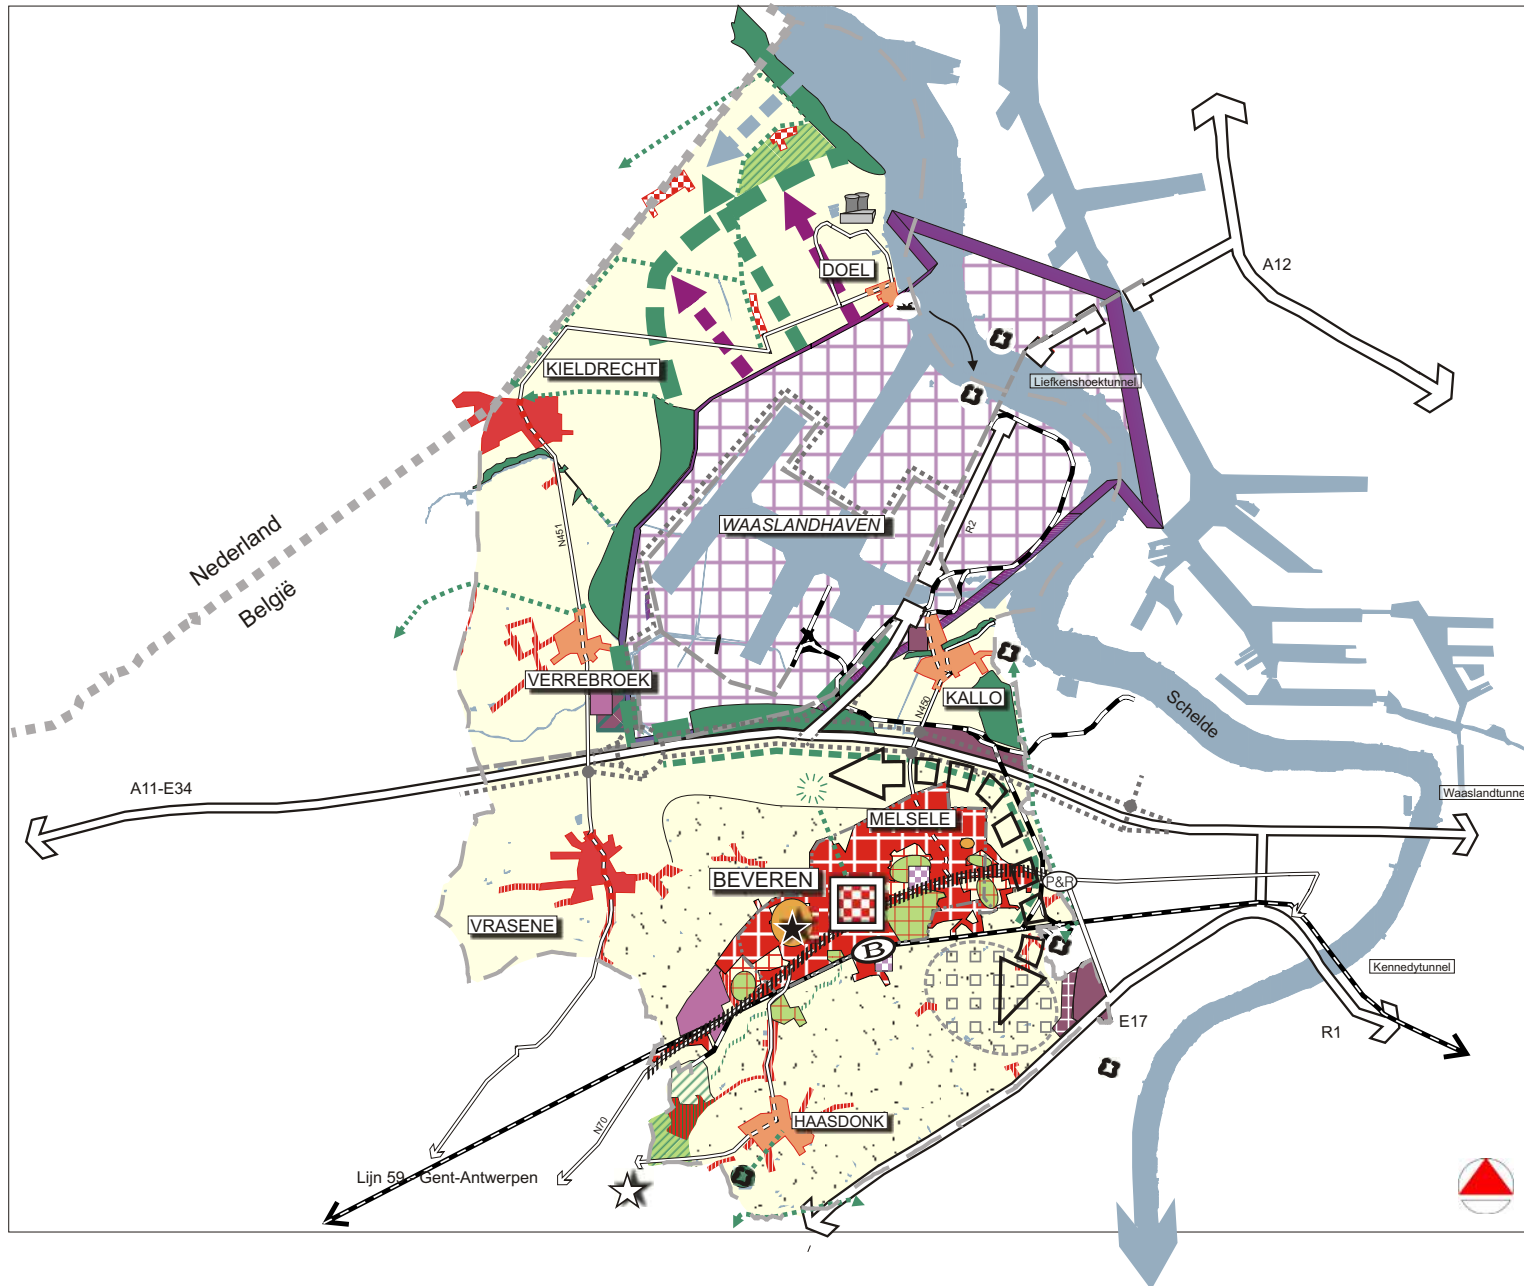 DOEL
A12
KIELDRECHT
Liefkenshoektunnel
WAASLANDHAVEN
R2
N451
Nederland
België
VERREBROEK
KALLO
N450
Schelde
A11-E34
Waaslandtunnel
MELSELE
BEVEREN
P&R
VRASENE
B
Kennedytunnel
E17
R1
HAASDONK
N70
Lijn 59 Gent-Antwerpen